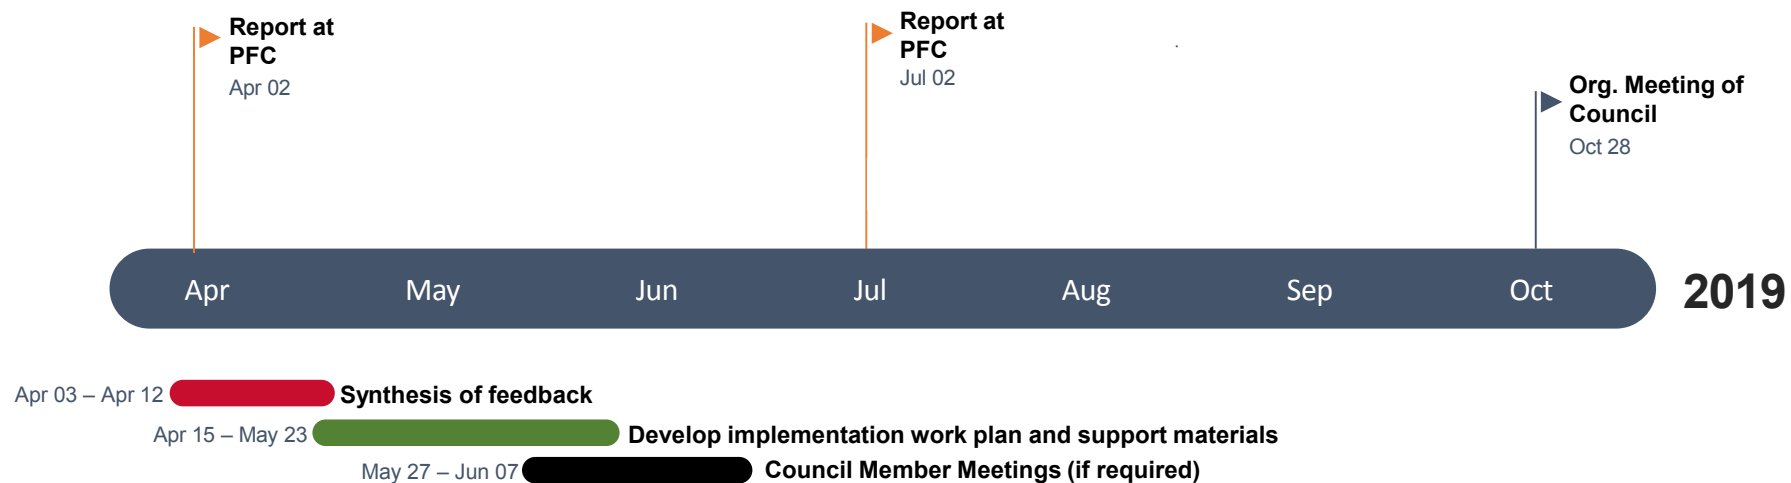 Report at
PFC
Apr 02
Report at
PFC
Jul 02
Org. Meeting of
Council
Oct 28
Apr May Jun Jul Aug Sep Oct 2019
Apr 03 – Apr 12 Synthesis of feedback
Apr 15 – May 23 Develop implementation work plan and support materials
May 27 – Jun 07 Council Member Meetings (if required)